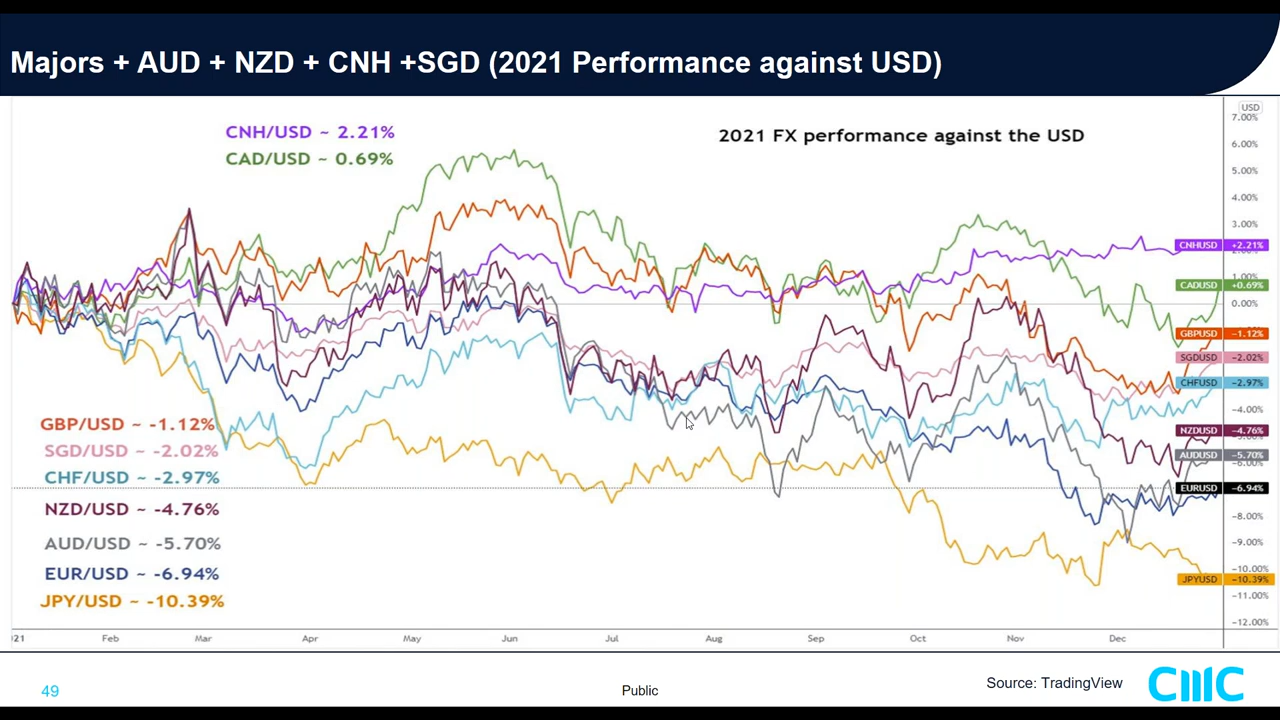 Majors + AUD + NZD + CNH +SGD (2021 Performance against USD)
CNH/USD ~ 2.21%
CAD/USD ~ 0.69%
2021 FX performance against the USD
USD
7.00%
6.00%
5.00%
4.00%
3.00%
CNHUSD +2.21%
1.00%
CADUSD +0.69%
0.00%
GBPUSD -1.12%
SGDUSD -2.02%
CHFUSD -2.97%
-4.00%
NZDUSD -4.76%
AUDUSD -5.70%
EURUSD -6.94%
-8.00%
-9.00%
-10.00%
JPYUSD -10.39%
-11.00%
-12.00%
GBP/USD ~ -1.12%
SGD/USD ~ -2.02%
CHF/USD ~ -2.97%
NZD/USD ~ -4.76%
AUD/USD ~ -5.70%
EUR/USD ~ -6.94%
JPY/USD ~ -10.39%
Feb Mar Apr May Jun Jul Aug Sep Oct Nov Dec
49
Public
Source: TradingView
CMC